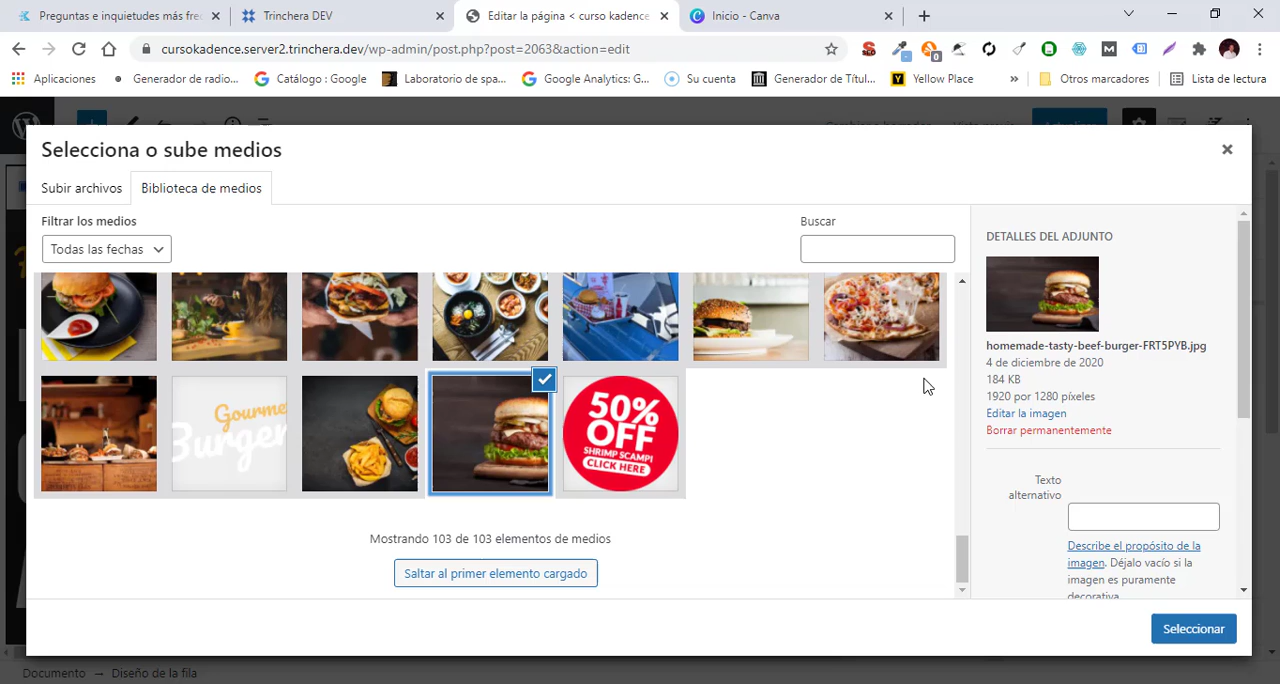 Preguntas e inquietudes más frec
Trinchera DEV
Editar la página < curso kadence
Inicio - Canva
cursokadence.server2.trinchera.dev/wp-admin/post.php?post=2063&action=edit
Aplicaciones
Generador de radio...
Catálogo : Google
Laboratorio de spa...
Google Analytics: G...
Su cuenta
Generador de Títul...
Yellow Place
»
Otros marcadores
Lista de lectura
Actualizar
Selecciona o sube medios
Subir archivos
Biblioteca de medios
Filtrar los medios
Todas las fechas
Buscar
Gourme
Burger
50%
OFF
SHRIMP SCAMPI
CLICK HERE
Mostrando 103 de 103 elementos de medios
Saltar al primer elemento cargado
DETALLES DEL ADJUNTO
homemade-tasty-beef-burger-FRT5PYB.jpg
4 de diciembre de 2020
184 KB
1920 por 1280 píxeles
Editar la imagen
Borrar permanentemente
Texto
alternativo
Describe el propósito de la
imagen. Déjalo vacío si la
imagen es puramente
decorativa
Seleccionar
Documento → Diseño de la fila